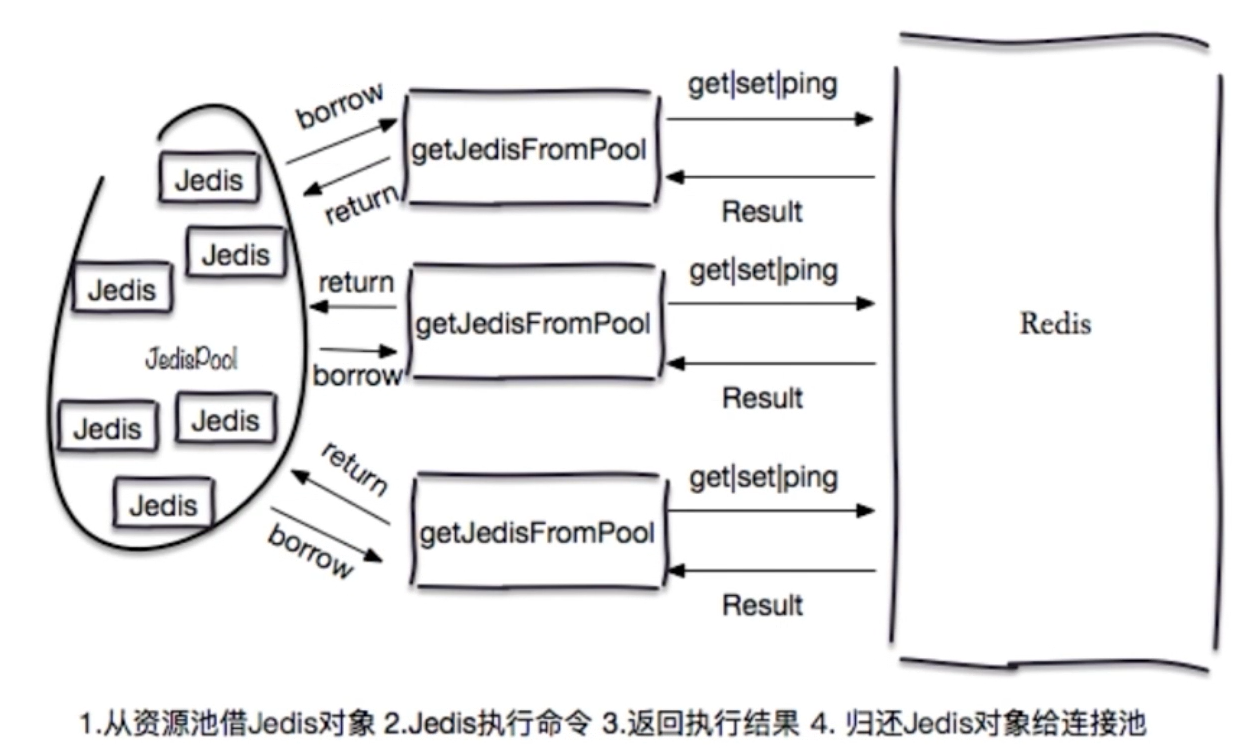 borrow
get|set|ping
getJedisFromPool
Jedis
return
Result
Jedis
get|set|ping
return
Jedis
getJedisFromPool
Redis
JedisPool
borrow
Result
Jedis
Jedis
return
get|set|ping
Jedis
getJedisFromPool
borrow
Result
1.从资源池借Jedis对象 2.Jedis执行命令 3.返回执行结果 4. 归还Jedis对象给连接池